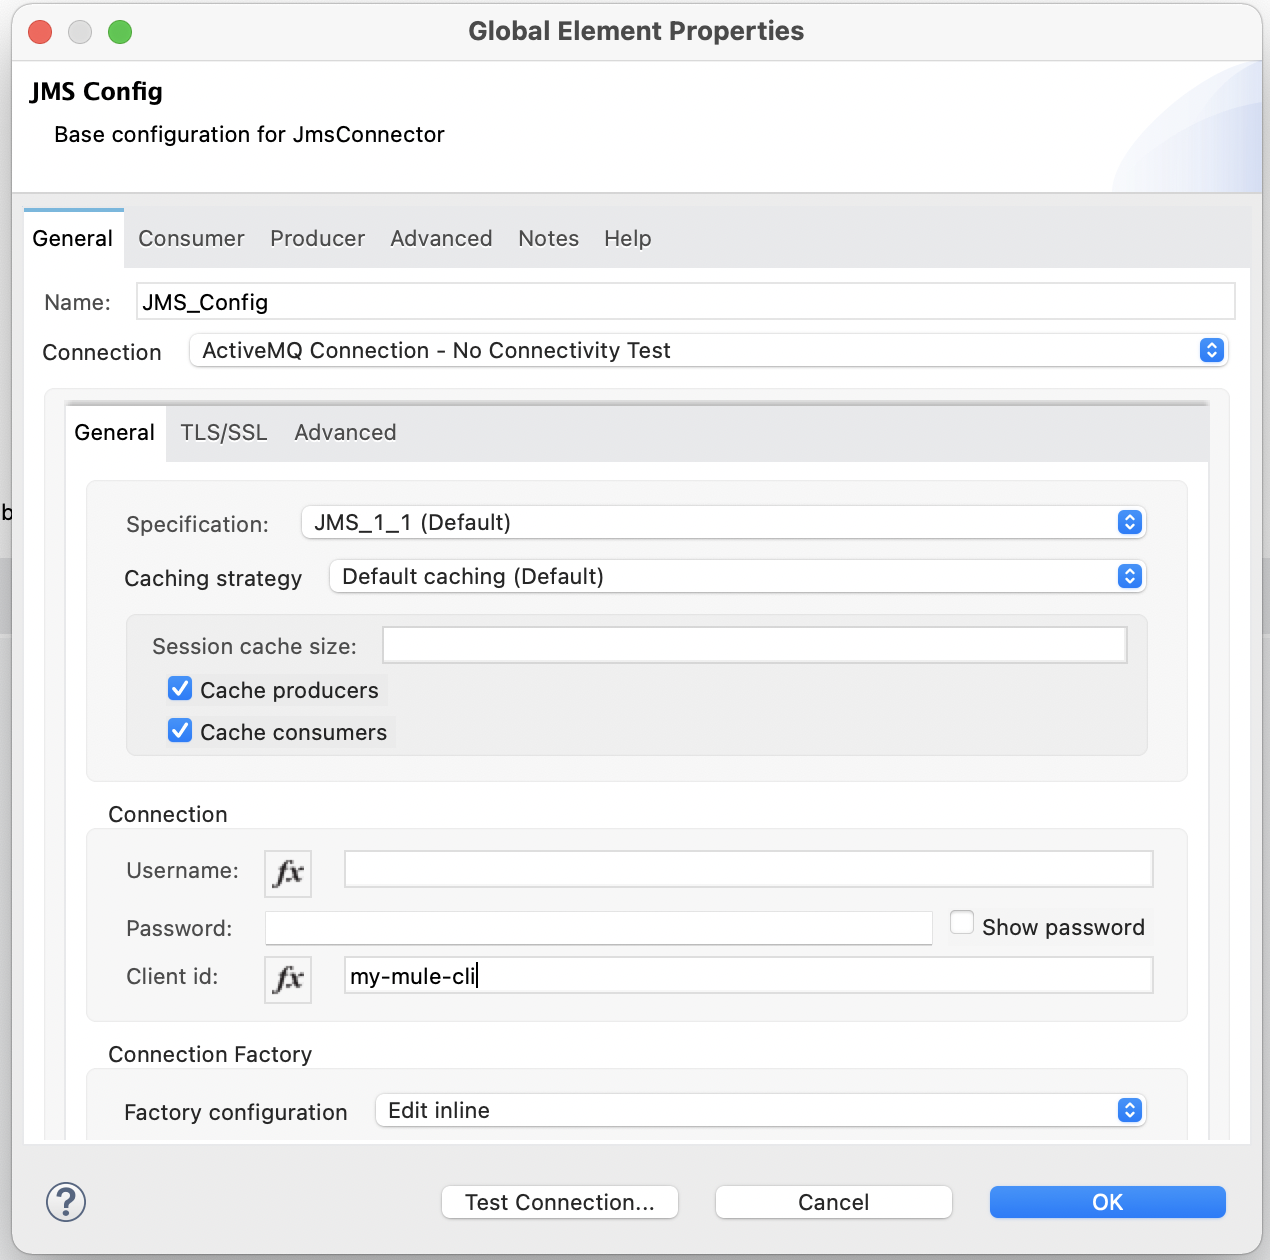 Global Element Properties
JMS Config
Base configuration for JmsConnector
General Consumer Producer Advanced Notes Help
Name: JMS_Config
Connection ActiveMQ Connection - No Connectivity Test
General TLS/SSL Advanced
b
Specification: JMS_1_1 (Default)
Caching strategy Default caching (Default)
Session cache size:
Cache producers
Cache consumers
Connection
Username: fx
Password: Show password
Client id: fx my-mule-cli
Connection Factory
Factory configuration Edit inline
? Test Connection... Cancel OK